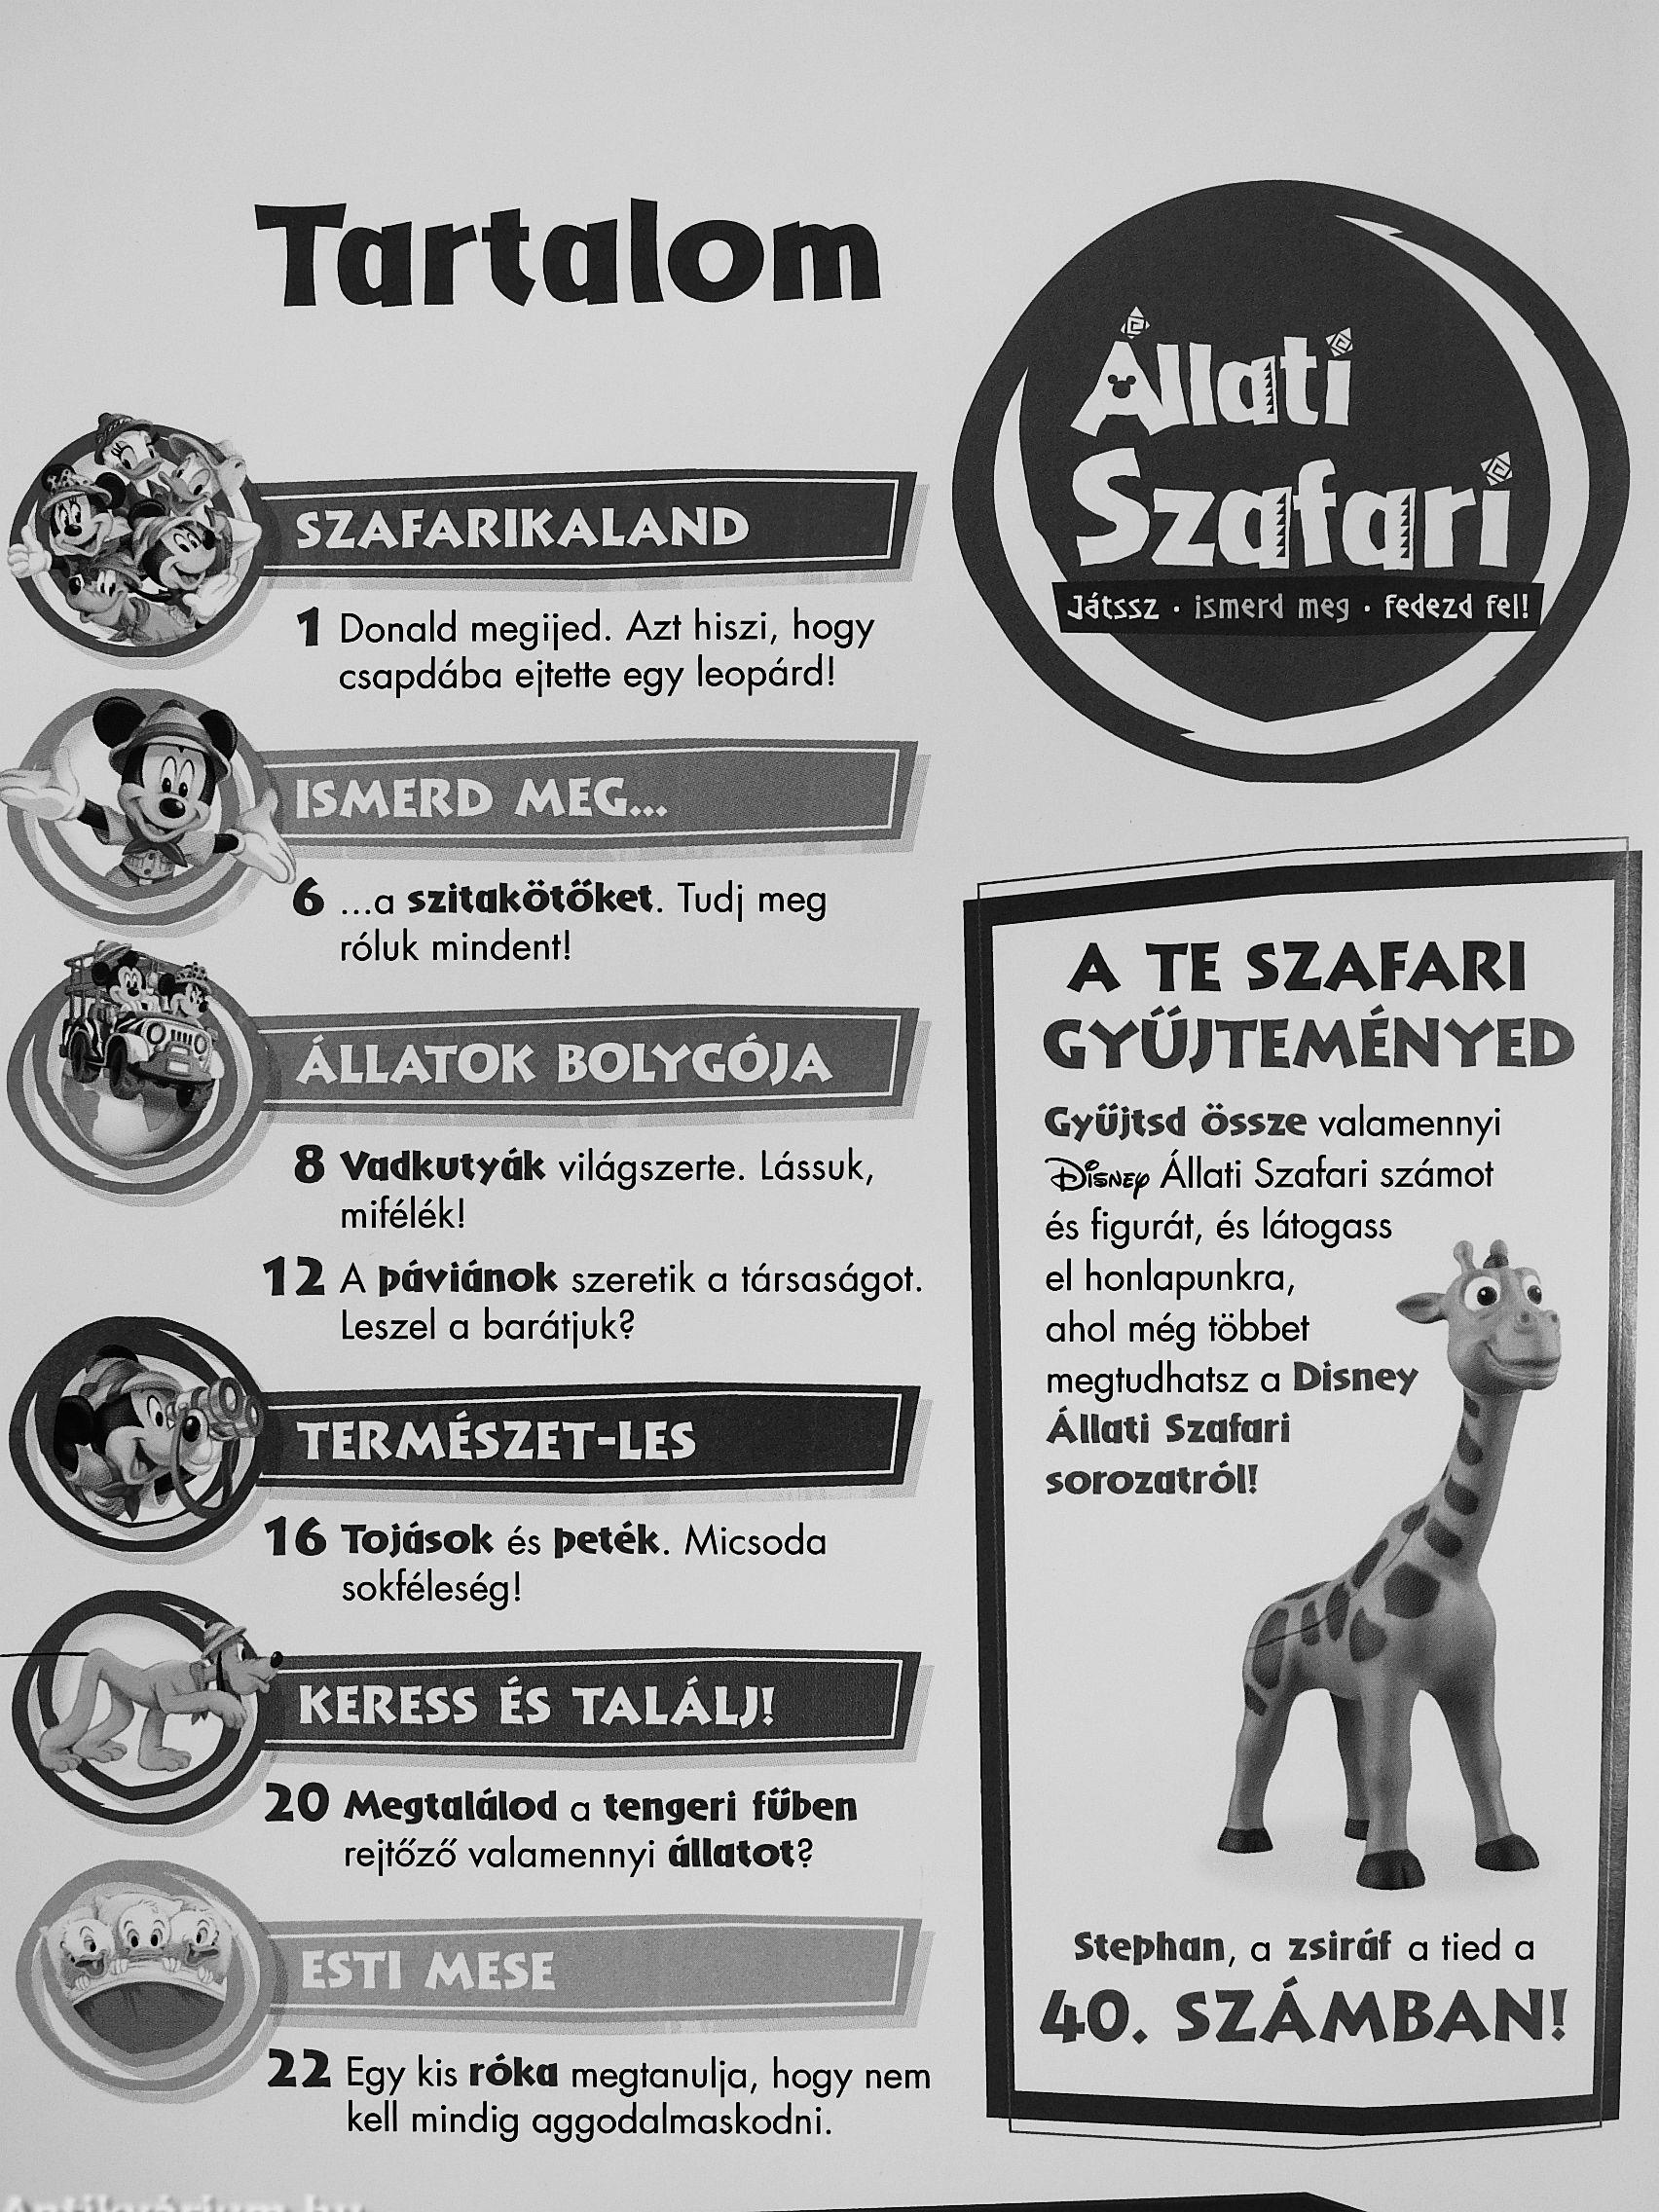 Tartalom
SZAFARIKALAND
1 Donald megijed. Azt hiszi, hogy
csapdába ejtette egy leopárd!
ISMERD MEG...
6 ...a szitakötőket. Tudj meg
róluk mindent!
ÁLLATOK BOLYGÓJA
8 Vadkutyák világszerte. Lássuk,
mifélék!
12 A páviánok szeretik a társaságot.
Leszel a barátjuk?
TERMÉSZET-LES
16 Tojások és peték. Micsoda
sokféleség!
KERESS ÉS TALÁLJ!
20 Megtalálod a tengeri fűben
rejtőző valamennyi állatot?
ESTI MESE
22 Egy kis róka megtanulja, hogy nem
kell mindig aggodalmaskodni.
Állati
Szafari
Játssz · ismerd meg · fedezd fel!
A TE SZAFARI
GYŰJTEMÉNYED
Gyűjtsd össze valamennyi
Disney Állati Szafari számot
és figurát, és látogass
el honlapunkra,
ahol még többet
megtudhatsz a Disney
Állati Szafari
sorozatról!
Stephan, a zsiráf a tied a
40. SZÁMBAN!
Antikvárium.hu